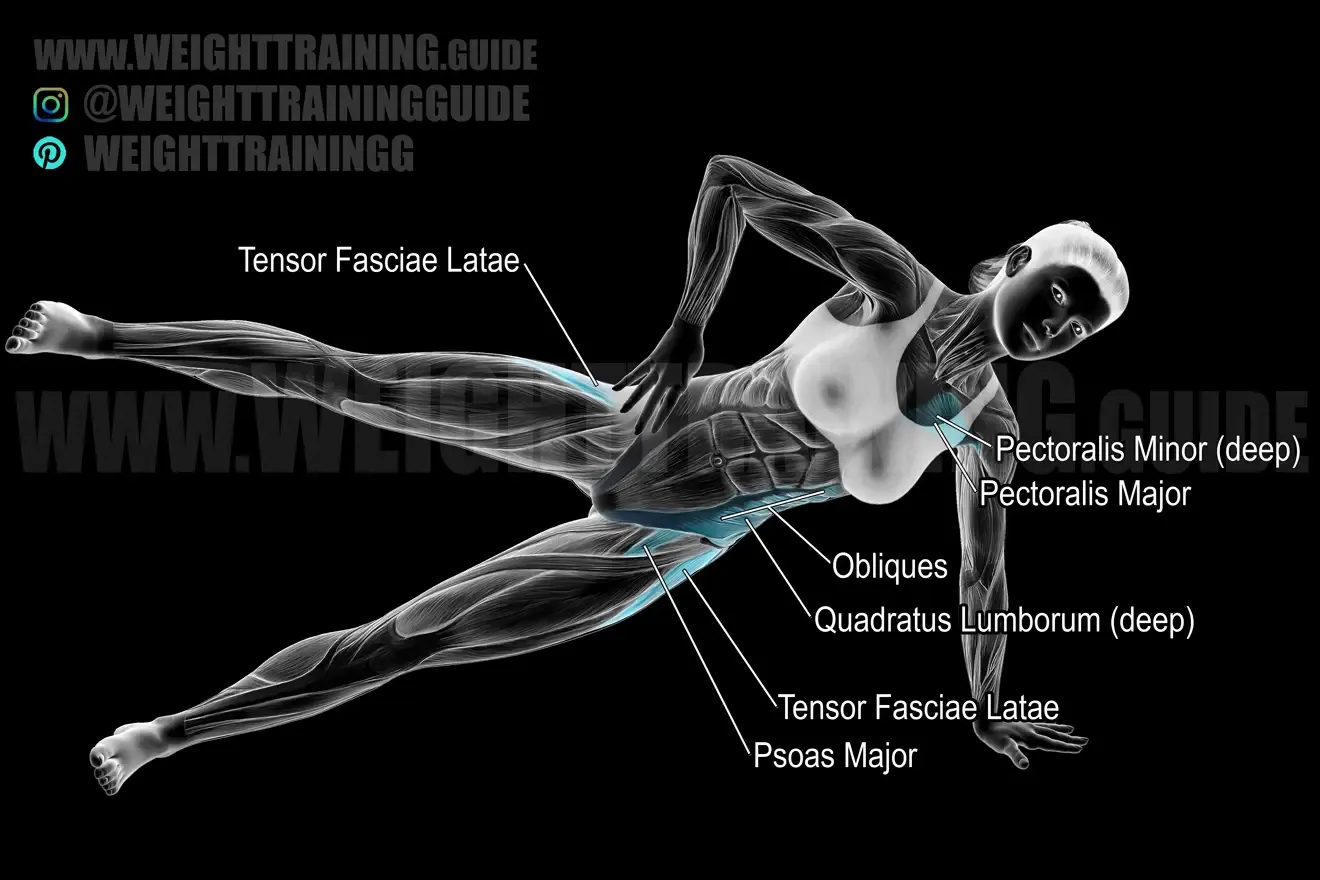 WWW.WEIGHTTRAINING.GUIDE
@WEIGHTTRAININGGUIDE
WEIGHTTRAININGG
Tensor Fasciae Latae
WWW.WEIGHTTRAINING.GUIDE
Pectoralis Minor (deep)
Pectoralis Major
Obliques
Quadratus Lumborum (deep)
Tensor Fasciae Latae
Psoas Major